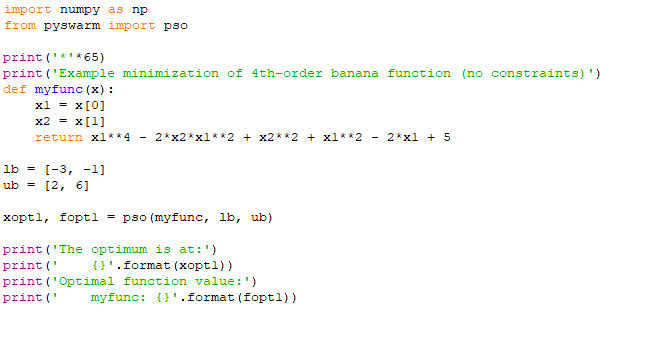 import numpy as np
from pyswarm import pso
print('*'*65)
print('Example minimization of 4th-order banana function (no constraints)')
def myfunc(x):
    x1 = x[0]
    x2 = x[1]
    return x1**4 - 2*x2*x1**2 + x2**2 + x1**2 - 2*x1 + 5
lb = [-3, -1]
ub = [2, 6]
xopt1, fopt1 = pso(myfunc, lb, ub)
print('The optimum is at:')
print('    {}'.format(xopt1))
print('Optimal function value:')
print('    myfunc: {}'.format(fopt1))